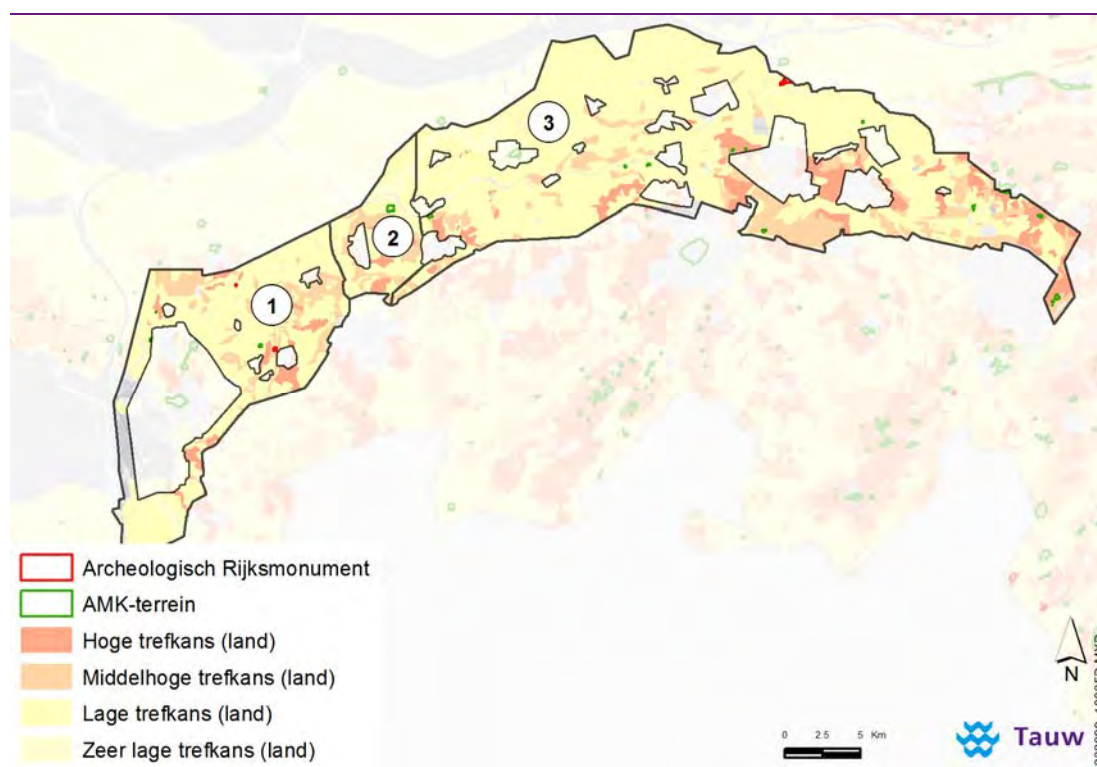 3
2
1
Archeologisch Rijksmonument
AMK-terrein
Hoge trefkans (land)
Middelhoge trefkans (land)
Lage trefkans (land)
Zeer lage trefkans (land)
N
0 2.5 5 Km
Tauw